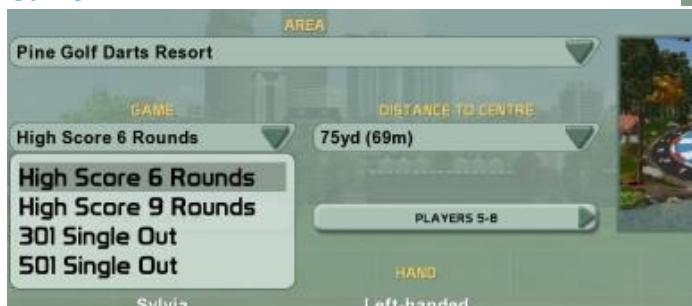 AREA
Pine Golf Darts Resort
GAME
DISTANCE TO CENTRE
High Score 6 Rounds
75yd (69m)
High Score 6 Rounds
High Score 9 Rounds
301 Single Out
501 Single Out
PLAYERS 5-8
HAND
Sylvia
Left-handed